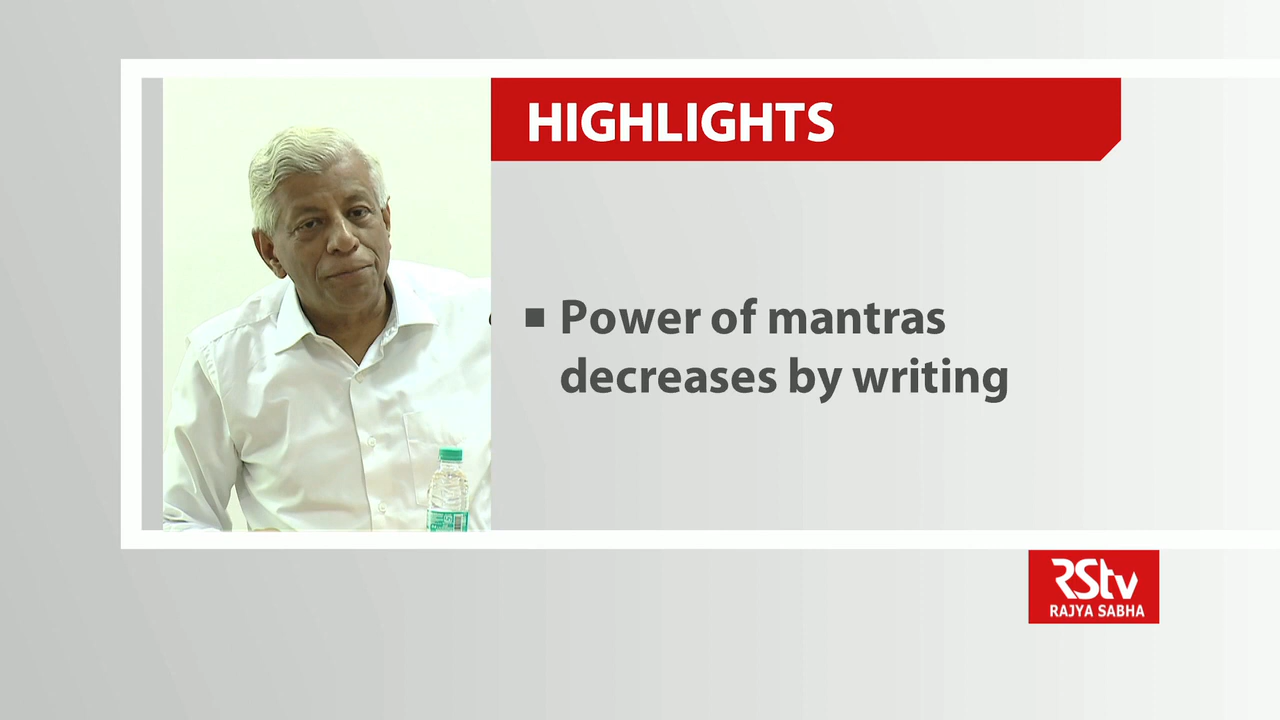 HIGHLIGHTS
Power of mantras
decreases by writing
RStv
RAJYA SABHA